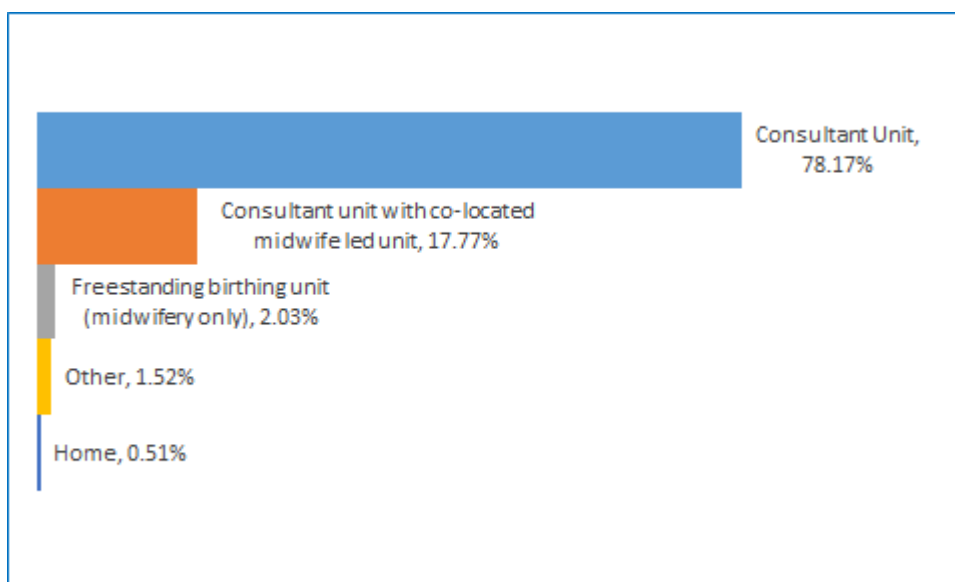 Consultant Unit,
78.17%
Consultant unit with co-located
midwife led unit, 17.77%
Freestanding birthing unit
(midwifery only), 2.03%
Other, 1.52%
Home, 0.51%